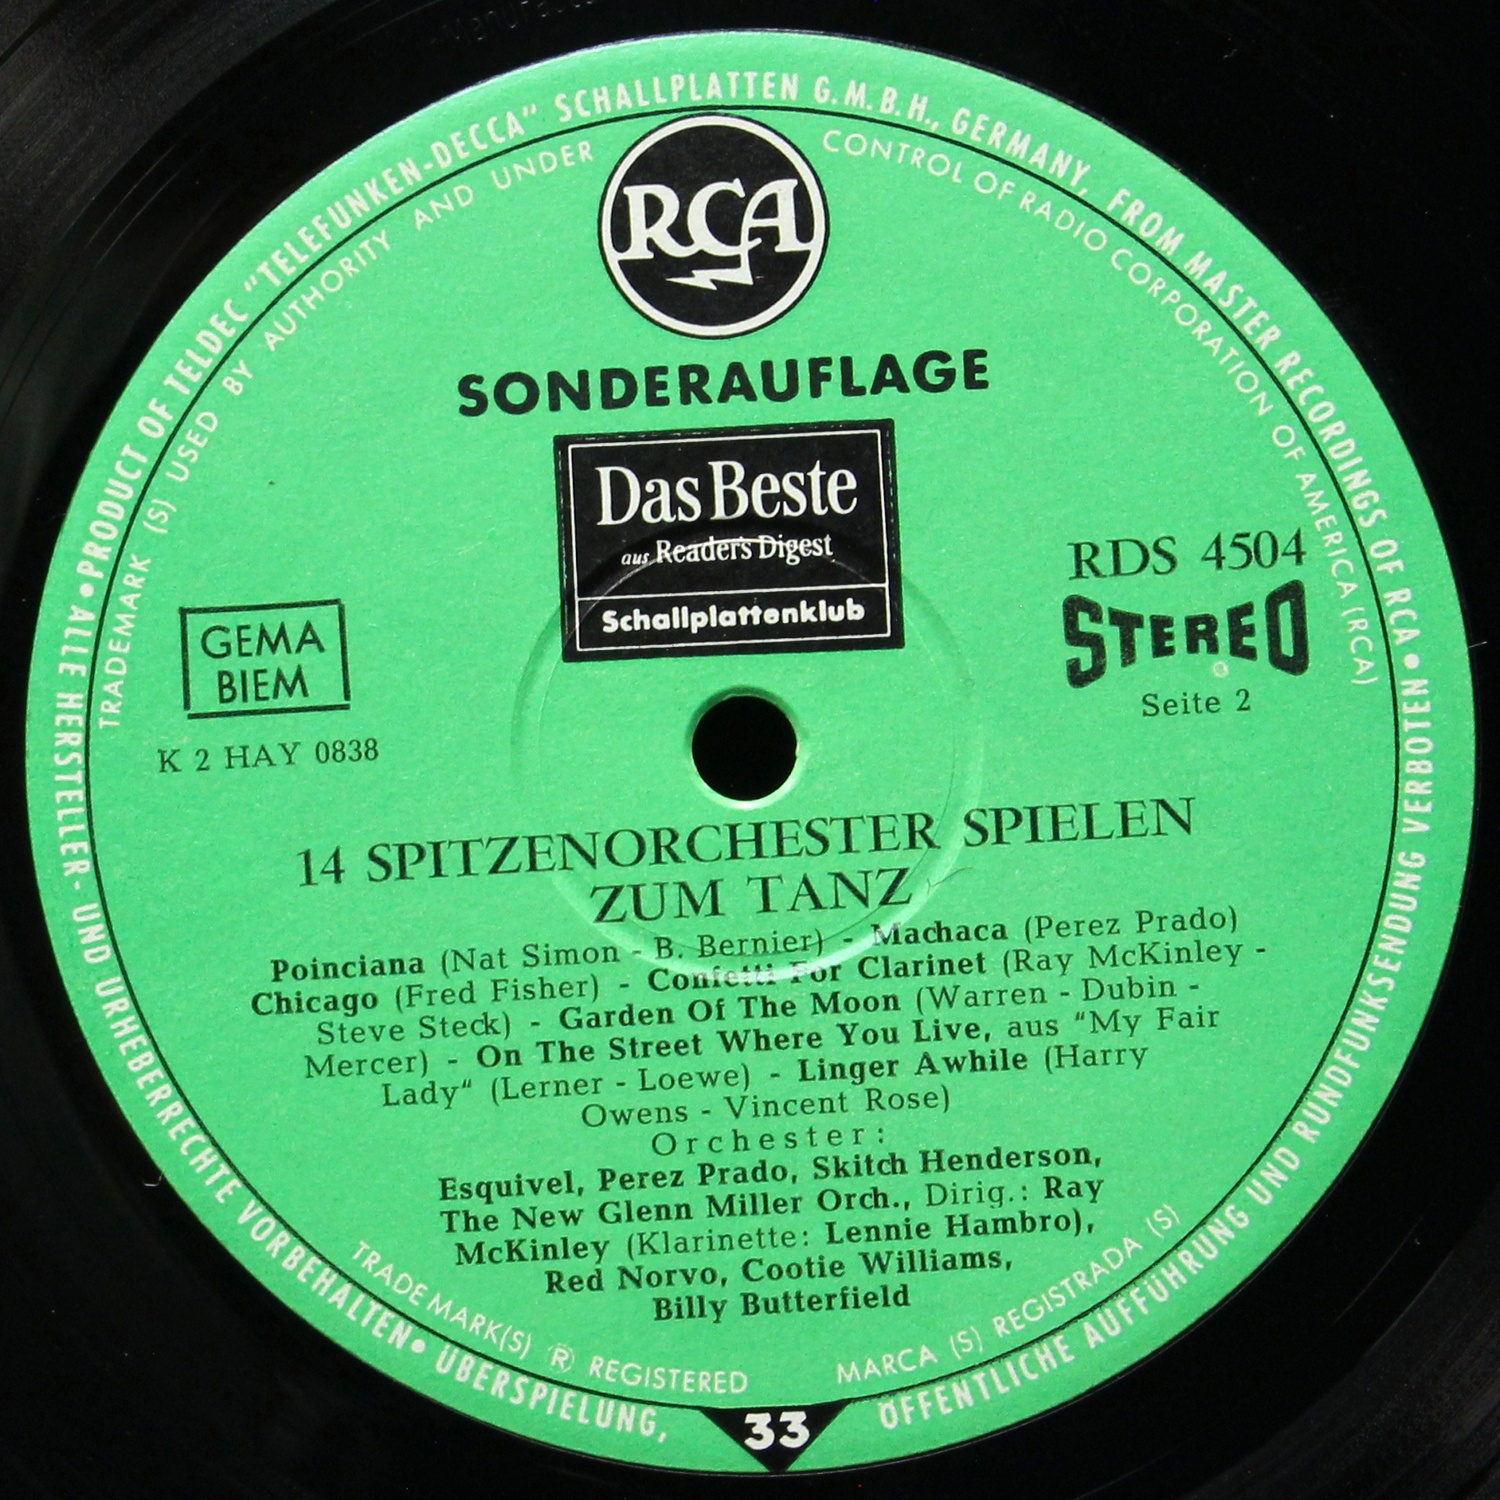 • PRODUCT OF TELDEC "TELEFUNKEN-DECCA" SCHALLPLATTEN G.M.B.H., GERMANY, FROM MASTER RECORDINGS OF RCA •
TRADEMARK (S) USED BY AUTHORITY AND UNDER CONTROL OF RADIO CORPORATION OF AMERICA (RCA)
RCA
SONDERAUFLAGE
Das Beste
aus Reader's Digest
Schallplattenklub
RDS 4504
STEREO
Seite 2
GEMA
BIEM
K 2 HAY 0838
14 SPITZENORCHESTER SPIELEN
ZUM TANZ
Poinciana (Nat Simon - B. Bernier) - Machaca (Perez Prado)
Chicago (Fred Fisher) - Confetti For Clarinet (Ray McKinley -
Steve Steck) - Garden Of The Moon (Warren - Dubin -
Mercer) - On The Street Where You Live, aus "My Fair
Lady" (Lerner - Loewe) - Linger Awhile (Harry
Owens - Vincent Rose)
Orchester:
Esquivel, Perez Prado, Skitch Henderson,
The New Glenn Miller Orch., Dirig.: Ray
McKinley (Klarinette: Lennie Hambro),
Red Norvo, Cootie Williams,
Billy Butterfield
TRADE MARK(S) ® REGISTERED
MARCA (S) REGISTRADA (S)
ALLE HERSTELLER- UND URHEBERRECHTE VORBEHALTEN • ÜBERSPIELUNG, ÖFFENTLICHE AUFFÜHRUNG UND RUNDFUNKSENDUNG VERBOTEN
33